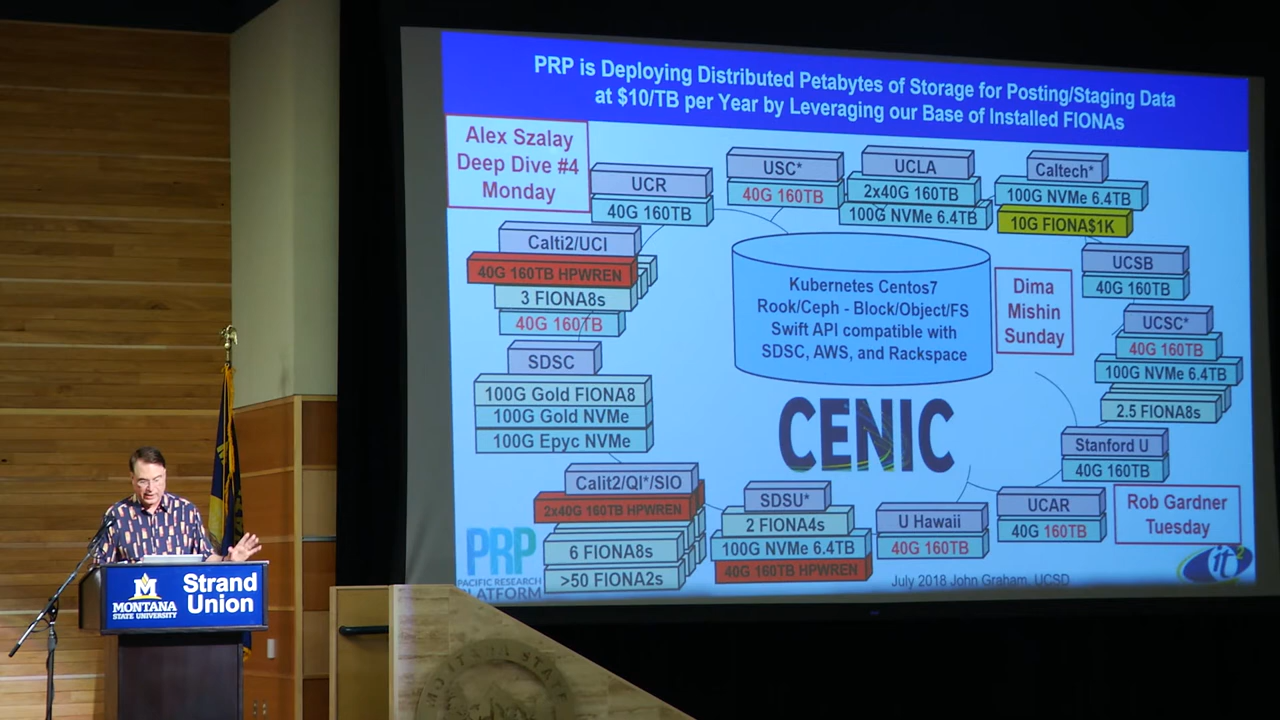 PRP is Deploying Distributed Petabytes of Storage for Posting/Staging Data
at $10/TB per Year by Leveraging our Base of Installed FIONAs
Alex Szalay
Deep Dive #4
Monday
UCR
40G 160TB
USC*
40G 160TB
UCLA
2x40G 160TB
100G NVMe 6.4TB
Caltech*
100G NVMe 6.4TB
10G FIONA$1K
Calti2/UCI
40G 160TB HPWREN
3 FIONA8s
40G 160TB
Kubernetes Centos7
Rook/Ceph - Block/Object/FS
Swift API compatible with
SDSC, AWS, and Rackspace
Dima
Mishin
Sunday
UCSB
40G 160TB
UCSC*
40G 160TB
100G NVMe 6.4TB
2.5 FIONA8s
SDSC
100G Gold FIONA8
100G Gold NVMe
100G Epyc NVMe
CENIC
Stanford U
40G 160TB
Calit2/QI*/SIO
2x40G 160TB HPWREN
6 FIONA8s
>50 FIONA2s
SDSU*
2 FIONA4s
100G NVMe 6.4TB
40G 160TB HPWREN
U Hawaii
40G 160TB
UCAR
40G 160TB
Rob Gardner
Tuesday
PRP
PACIFIC RESEARCH
PLATFORM
July 2018 John Graham, UCSD
it2
M
MONTANA
STATE UNIVERSITY
Strand
Union
MONTANA STATE